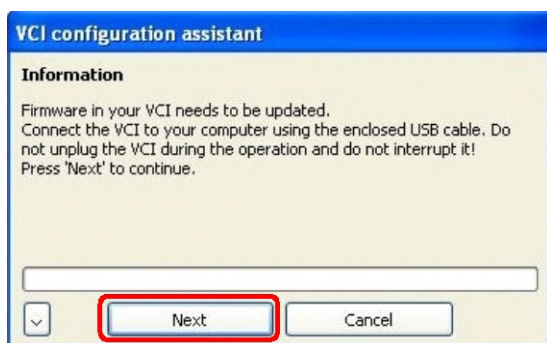 VCI configuration assistant
Information
Firmware in your VCI needs to be updated.
Connect the VCI to your computer using the enclosed USB cable. Do
not unplug the VCI during the operation and do not interrupt it!
Press 'Next' to continue.
Next
Cancel